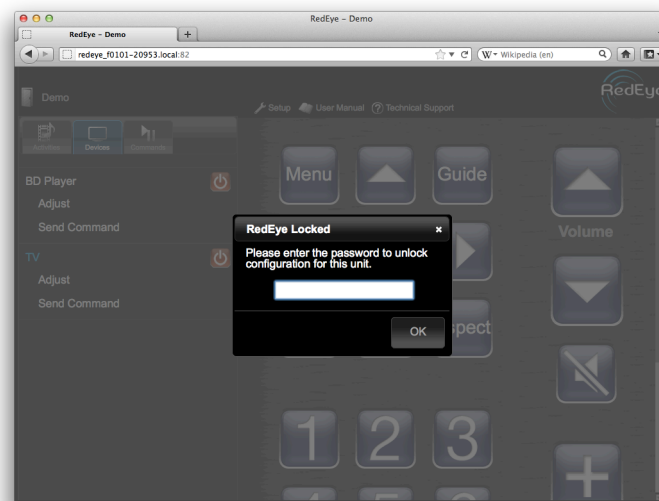 RedEye – Demo
RedEye – Demo
redeye_f0101-20953.local:82
W Wikipedia (en)
Demo
RedEye
Setup User Manual ? Technical Support
Activities Devices Commands
Menu Guide
BD Player
Adjust
Send Command
Volume
RedEye Locked ×
Please enter the password to unlock
configuration for this unit.
TV
Adjust
Send Command
OK
1 2 3